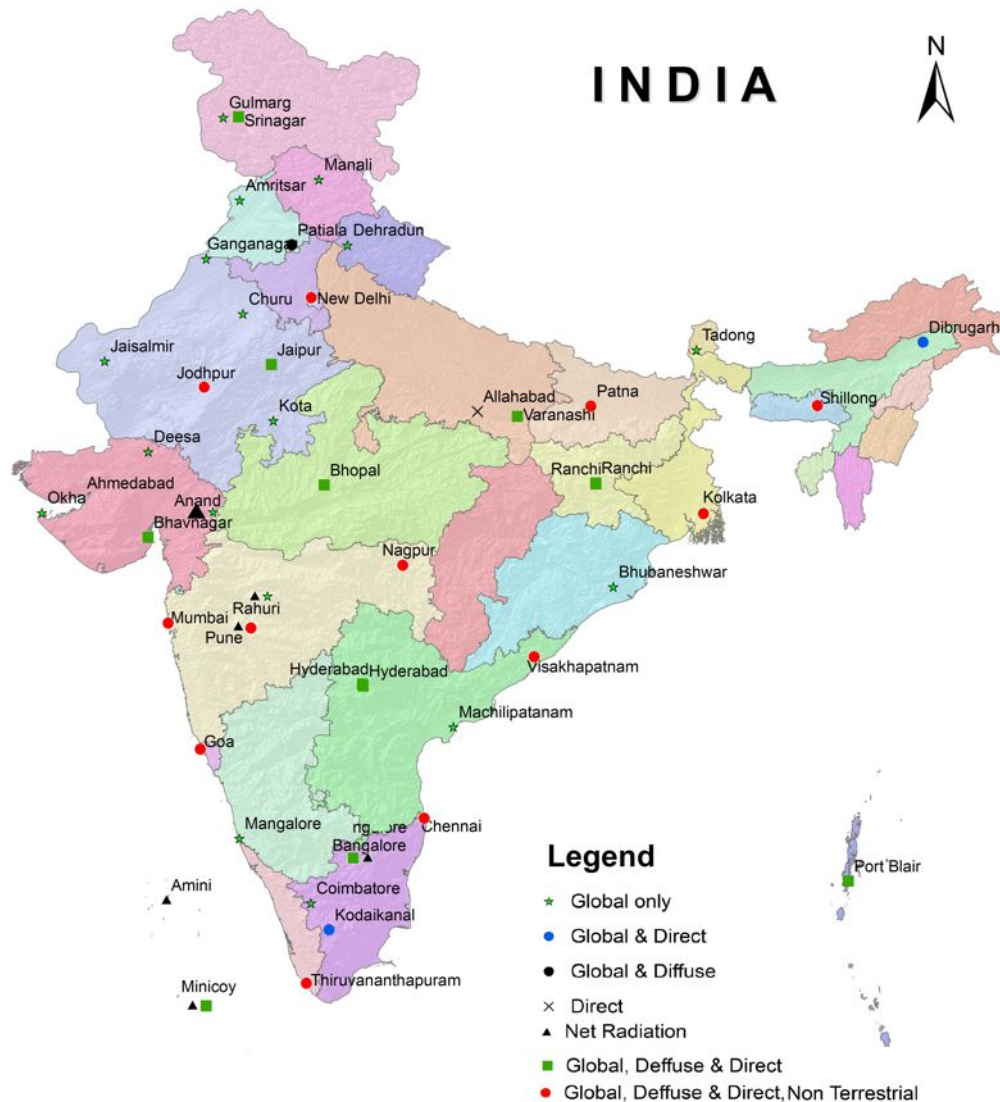 INDIA
N
Gulmarg
Srinagar
Manali
Amritsar
Patiala
Dehradun
Ganganagar
Churu
New Delhi
Tadong
Dibrugarh
Jaisalmir
Jaipur
Jodhpur
Allahabad
Patna
Shillong
Kota
Varanashi
Deesa
Bhopal
Ranchi
Ranchi
Ahmedabad
Okha
Anand
Kolkata
Bhavnagar
Nagpur
Bhubaneshwar
Rahuri
Mumbai
Pune
Visakhapatnam
Hyderabad
Hyderabad
Machilipatanam
Goa
Mangalore
Chennai
Bangalore
Port Blair
Amini
Coimbatore
Kodaikanal
Thiruvananthapuram
Minicoy
Legend
Global only
Global & Direct
Global & Diffuse
Direct
Net Radiation
Global, Deffuse & Direct
Global, Deffuse & Direct,Non Terrestrial